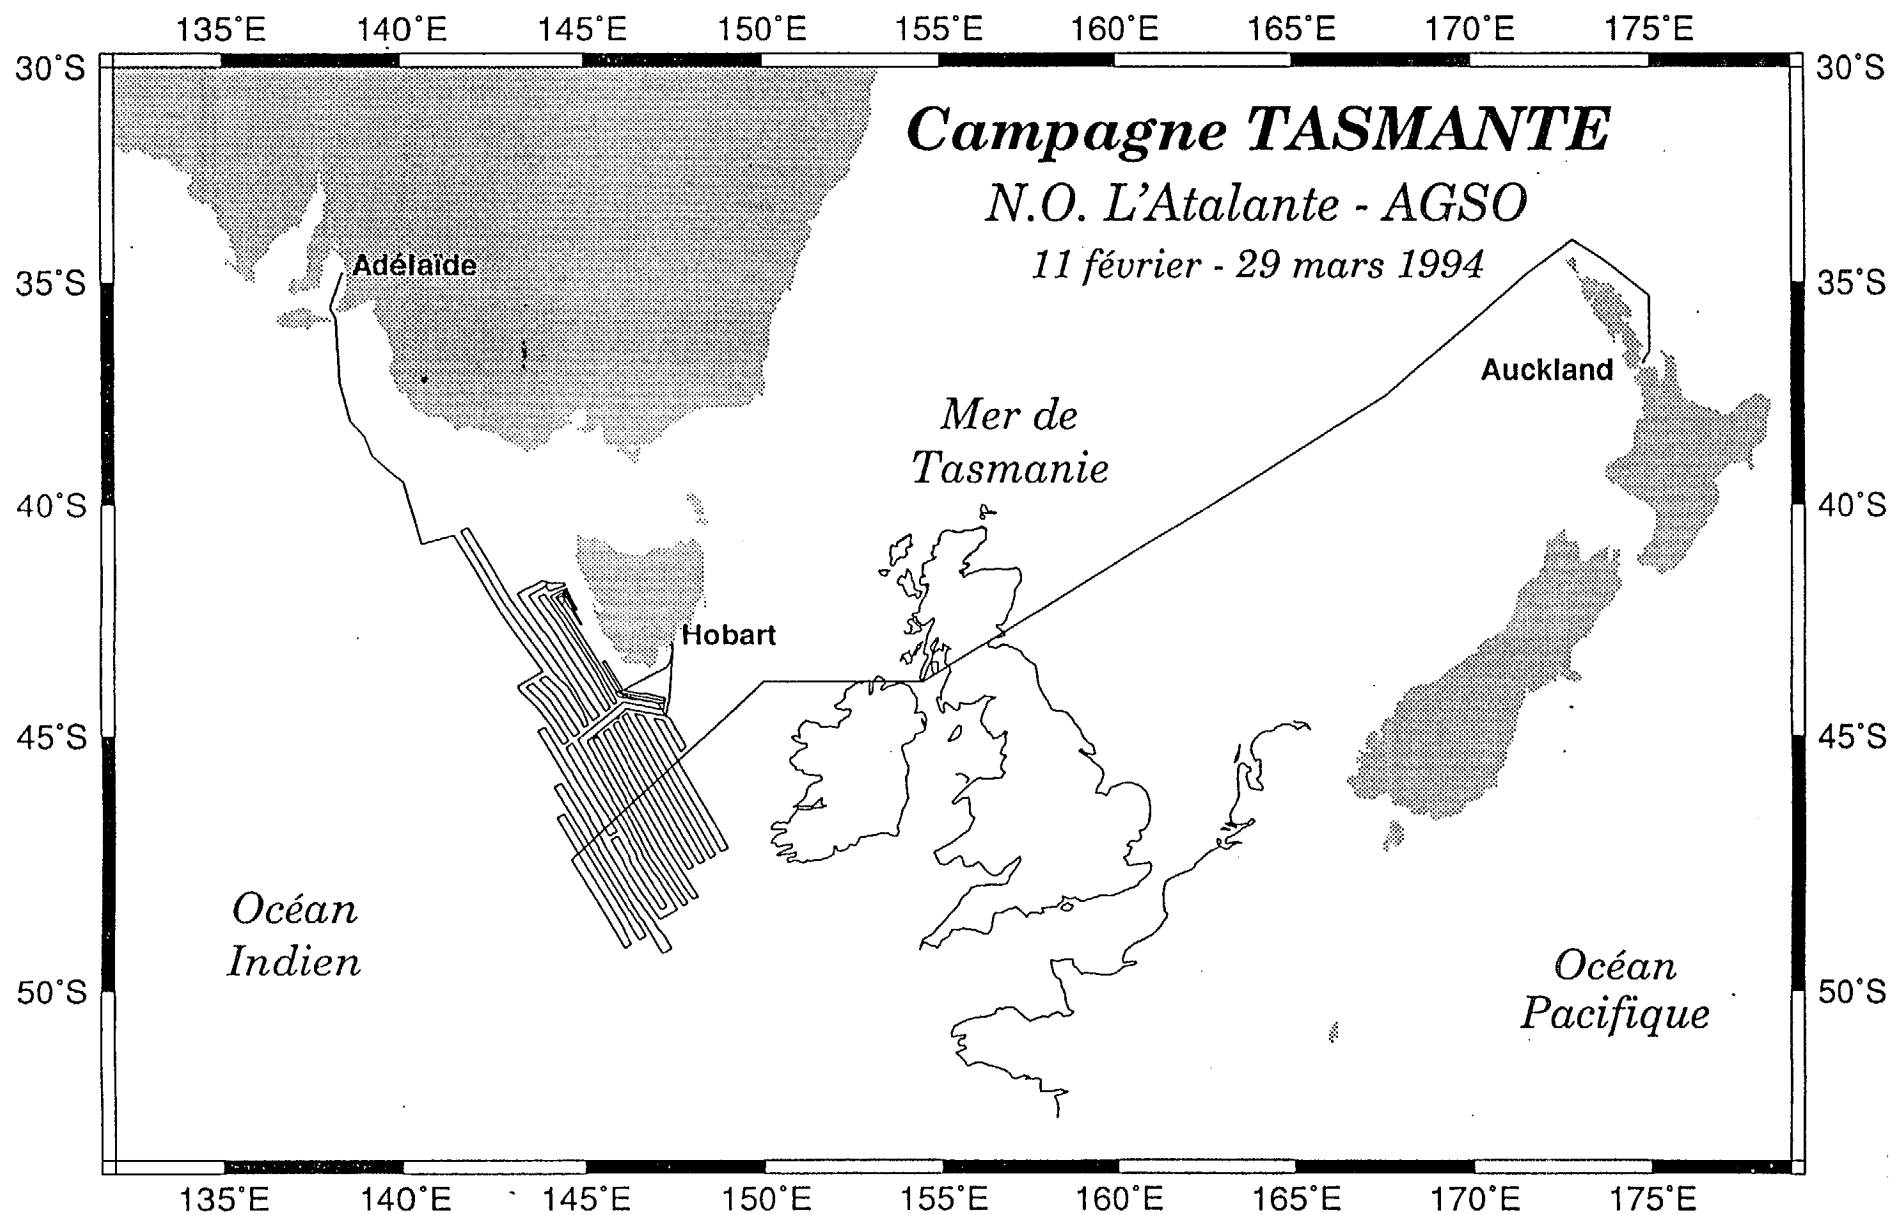 135°E 140°E 145°E 150°E 155°E 160°E 165°E 170°E 175°E
30°S 30°S
Campagne TASMANTE
N.O. L'Atalante - AGSO
11 février - 29 mars 1994
Adélaïde
35°S 35°S
Auckland
Mer de
Tasmanie
40°S 40°S
Hobart
45°S 45°S
Océan
Indien
Océan
Pacifique
50°S 50°S
135°E 140°E 145°E 150°E 155°E 160°E 165°E 170°E 175°E